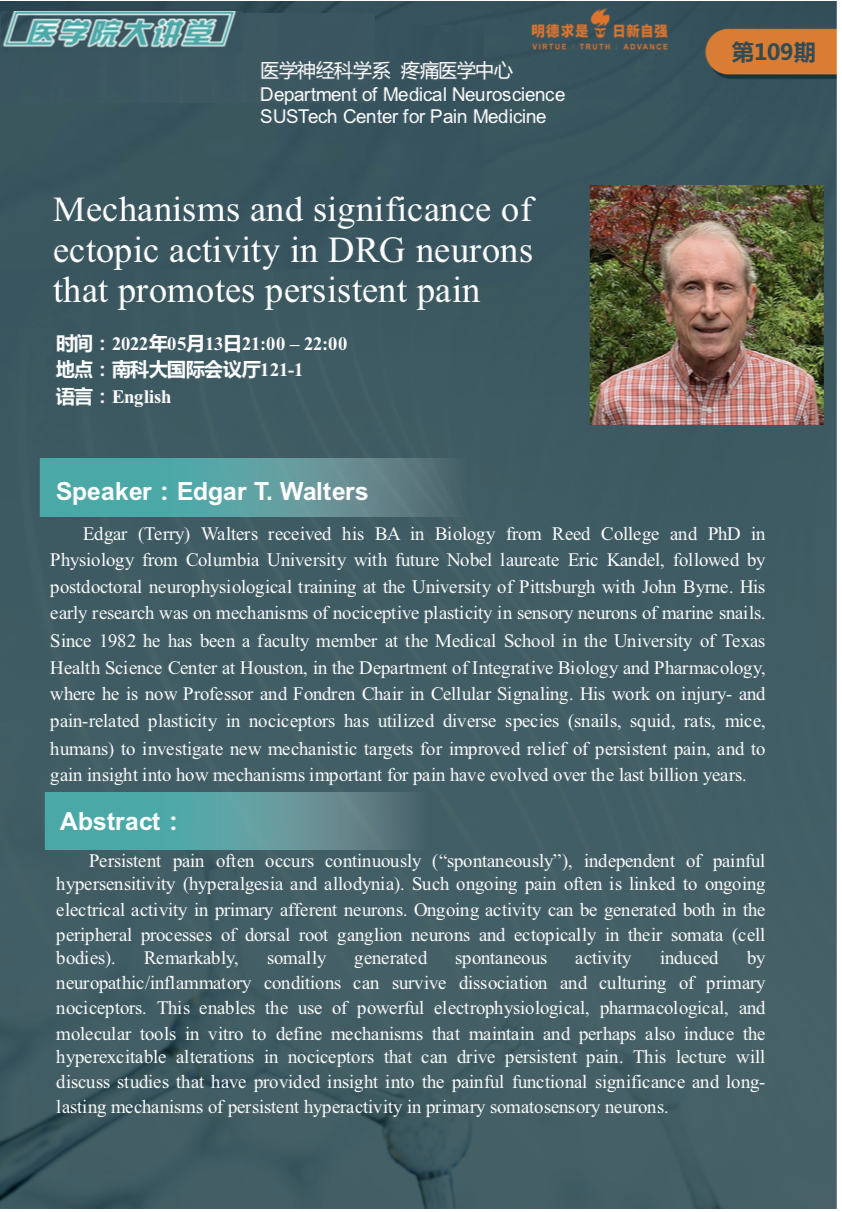 医学院大讲堂
明德求是 日新自强
VIRTUE · TRUTH · ADVANCE
第109期
医学神经科学系 疼痛医学中心
Department of Medical Neuroscience
SUSTech Center for Pain Medicine
Mechanisms and significance of
ectopic activity in DRG neurons
that promotes persistent pain
时间：2022年05月13日21:00 – 22:00
地点：南科大国际会议厅121-1
语言：English
Speaker：Edgar T. Walters
Edgar (Terry) Walters received his BA in Biology from Reed College and PhD in
Physiology from Columbia University with future Nobel laureate Eric Kandel, followed by
postdoctoral neurophysiological training at the University of Pittsburgh with John Byrne. His
early research was on mechanisms of nociceptive plasticity in sensory neurons of marine snails.
Since 1982 he has been a faculty member at the Medical School in the University of Texas
Health Science Center at Houston, in the Department of Integrative Biology and Pharmacology,
where he is now Professor and Fondren Chair in Cellular Signaling. His work on injury- and
pain-related plasticity in nociceptors has utilized diverse species (snails, squid, rats, mice,
humans) to investigate new mechanistic targets for improved relief of persistent pain, and to
gain insight into how mechanisms important for pain have evolved over the last billion years.
Abstract：
Persistent pain often occurs continuously (“spontaneously”), independent of painful
hypersensitivity (hyperalgesia and allodynia). Such ongoing pain often is linked to ongoing
electrical activity in primary afferent neurons. Ongoing activity can be generated both in the
peripheral processes of dorsal root ganglion neurons and ectopically in their somata (cell
bodies). Remarkably, somally generated spontaneous activity induced by
neuropathic/inflammatory conditions can survive dissociation and culturing of primary
nociceptors. This enables the use of powerful electrophysiological, pharmacological, and
molecular tools in vitro to define mechanisms that maintain and perhaps also induce the
hyperexcitable alterations in nociceptors that can drive persistent pain. This lecture will
discuss studies that have provided insight into the painful functional significance and long-
lasting mechanisms of persistent hyperactivity in primary somatosensory neurons.